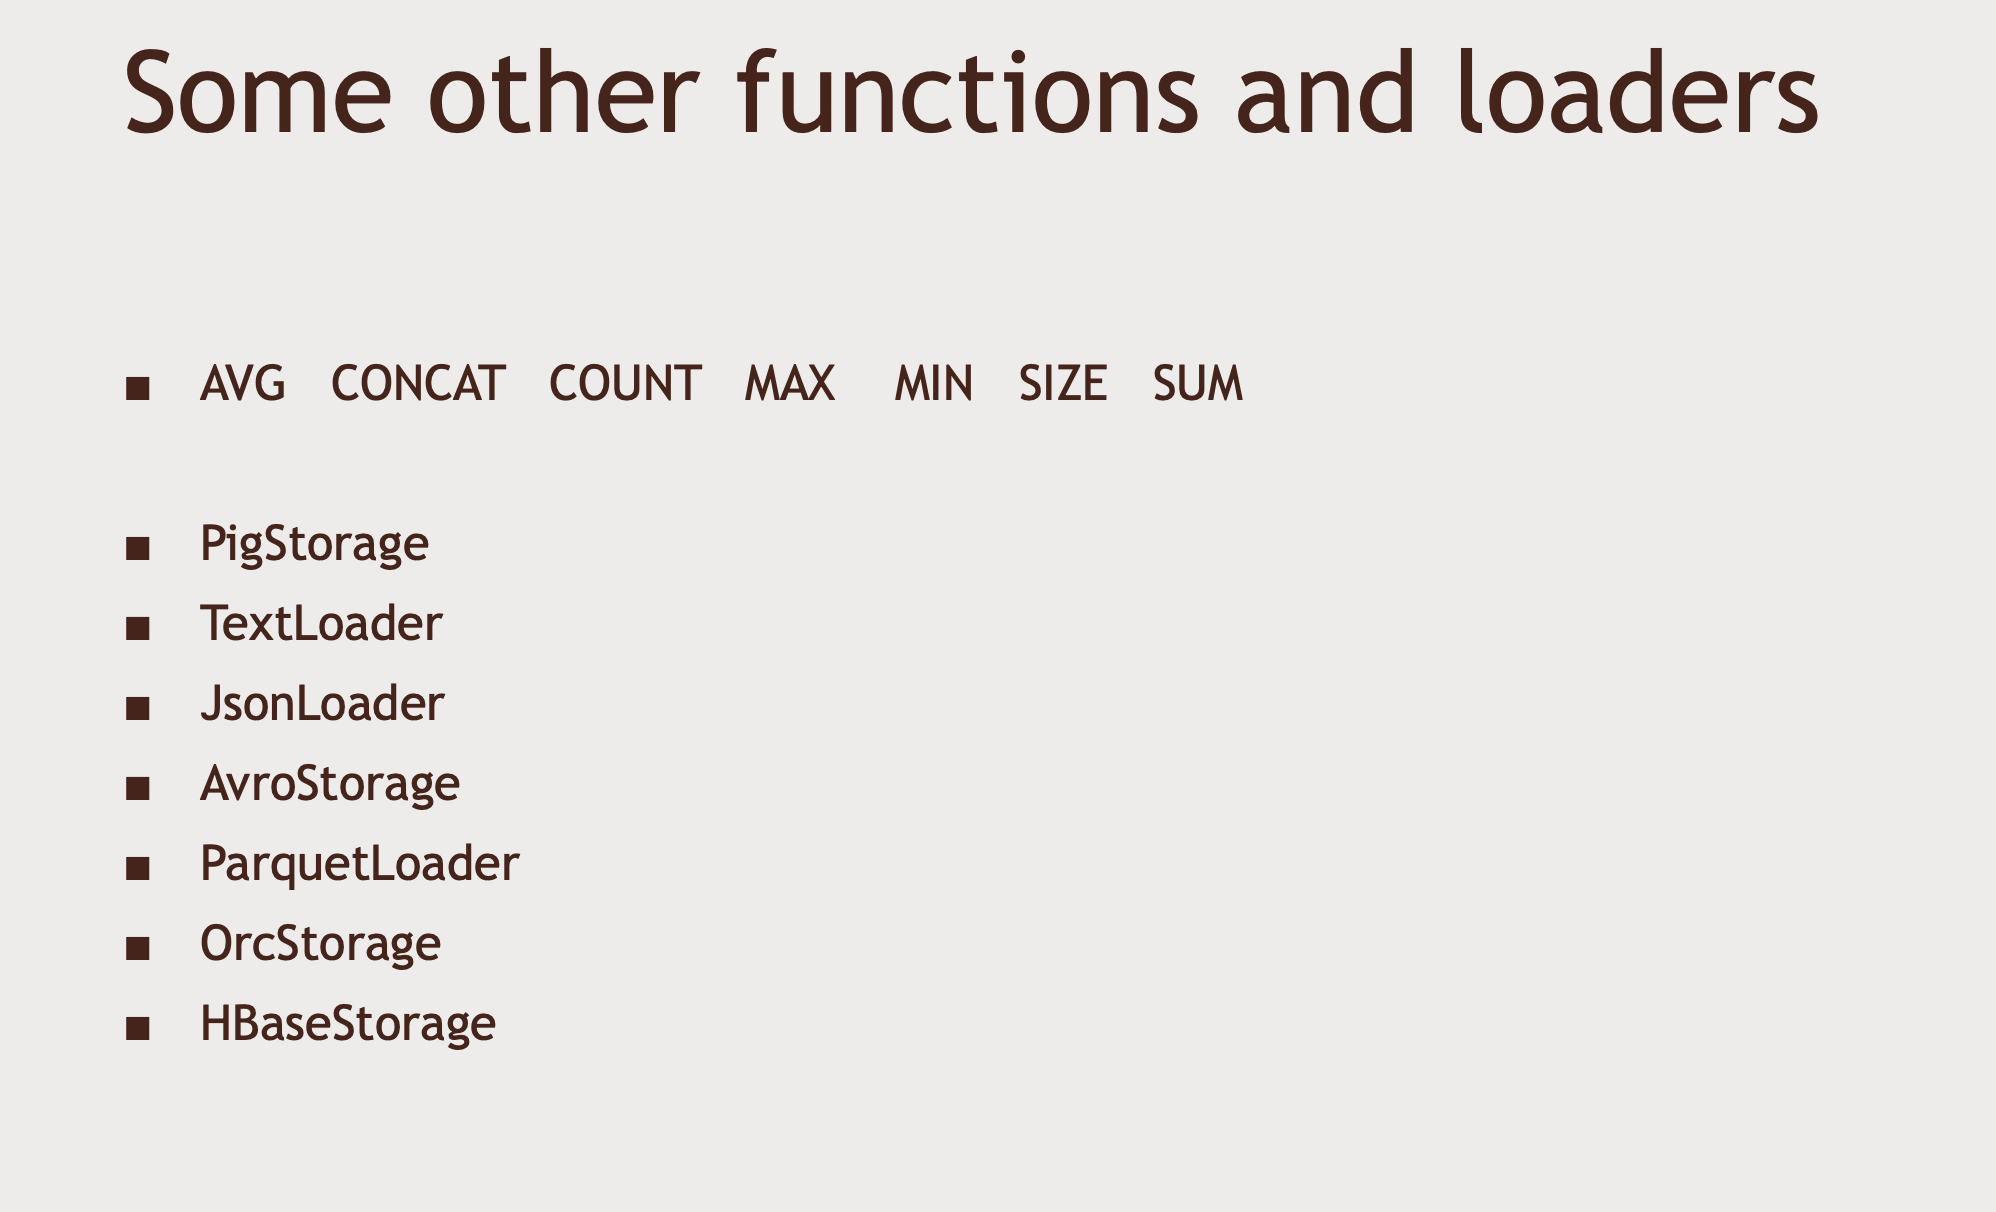 Some other functions and loaders
■ AVG CONCAT COUNT MAX MIN SIZE SUM
■ PigStorage
■ TextLoader
■ JsonLoader
■ AvroStorage
■ ParquetLoader
■ OrcStorage
■ HBaseStorage